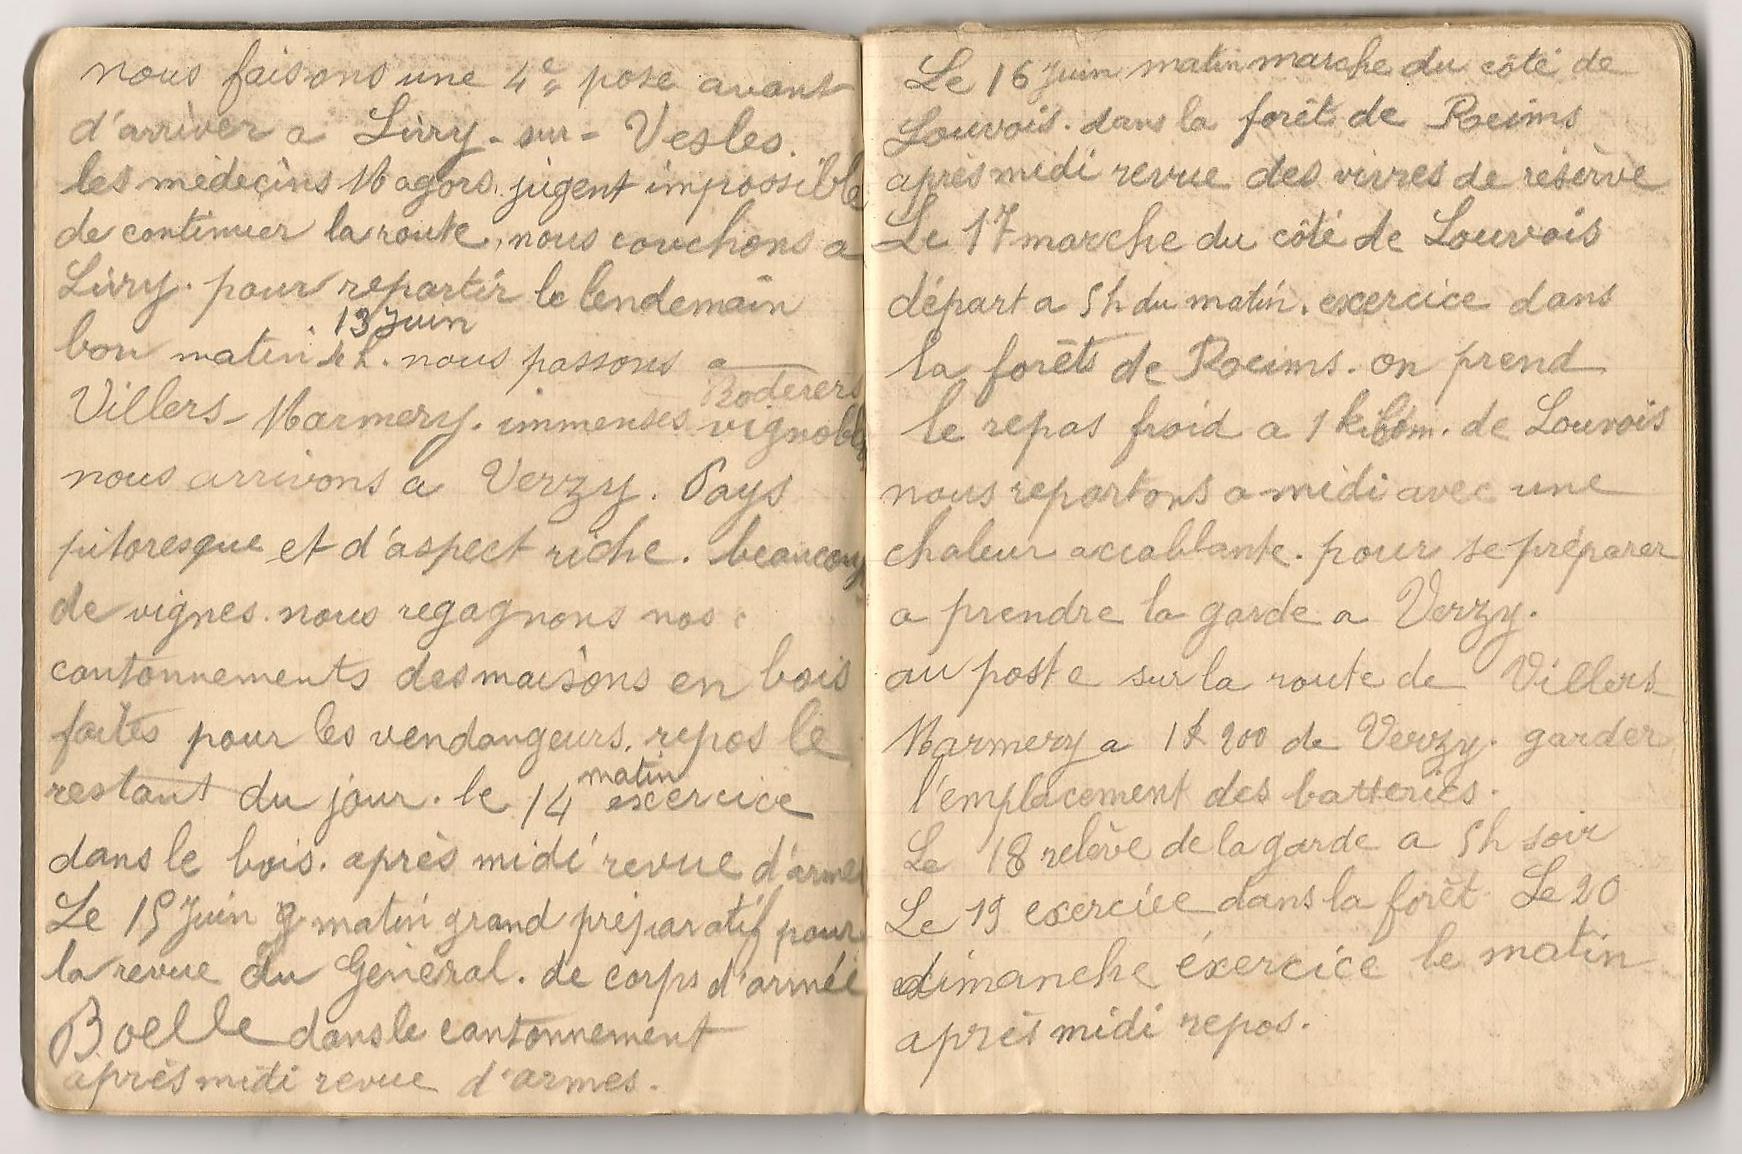 nous faisons une 4e pose avant
d'arriver a Livry-sur-Vesles.
les médecins Magors. jugent impossible
de continuer la route, nous couchons a
Livry. pour repartir le lendemain
13 Juin
bon matin 4h. nous passons a
Roderers
Villers-Marmery. immenses vignobles
nous arrivons a Verzy. Pays
pitoresque et d'aspect riche. beaucoup
de vignes. nous regagnons nos
cantonnements des maisons en bois
faites pour les vendangeurs. repos le
matin
restant du jour. le 14 exercice
dans le bois. après midi revue d'arme
Le 15 Juin matin grand préparatif pour
la revue du Géneral. de corps d'armée
Boelle dans le cantonnement
après midi revue d'armes.
Le 16 Juin matin marche du côté de
Louvois. dans la forêt de Reims
après midi revue des vivres de réserve
Le 17 marche du côté de Louvois
départ a 5h du matin. exercice dans
la forêts de Reims. on prend
le repas froid a 1 kilom. de Louvois
nous repartons a midi avec une
chaleur accablante. pour se préparer
a prendre la garde a Verzy.
au poste sur la route de Villers
Marmery a 1k 200 de Verzy. garder
l'emplacement des batteries.
Le 18 relève de la garde a 5h soir
Le 19 exercice dans la forêt Le 20
dimanche éxercice le matin
après midi repos.